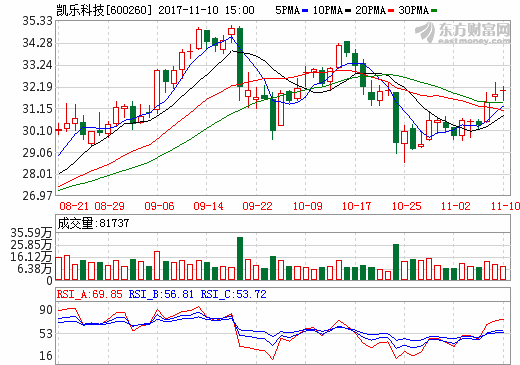 凯乐科技[600260] 2017-11-10 15:00 5PMA 10PMA 20PMA 30PMA
东方财富网
eastmoney.com
35.33
34.28
33.24
32.19
31.15
30.10
29.06
28.01
26.97
08-21 08-29 09-06 09-14 09-22 10-09 10-17 10-25 11-02 11-10
成交量:81737
35.59万
25.85万
16.12万
6.38万
0
RSI_A:69.85 RSI_B:56.81 RSI_C:53.72
90
53
16